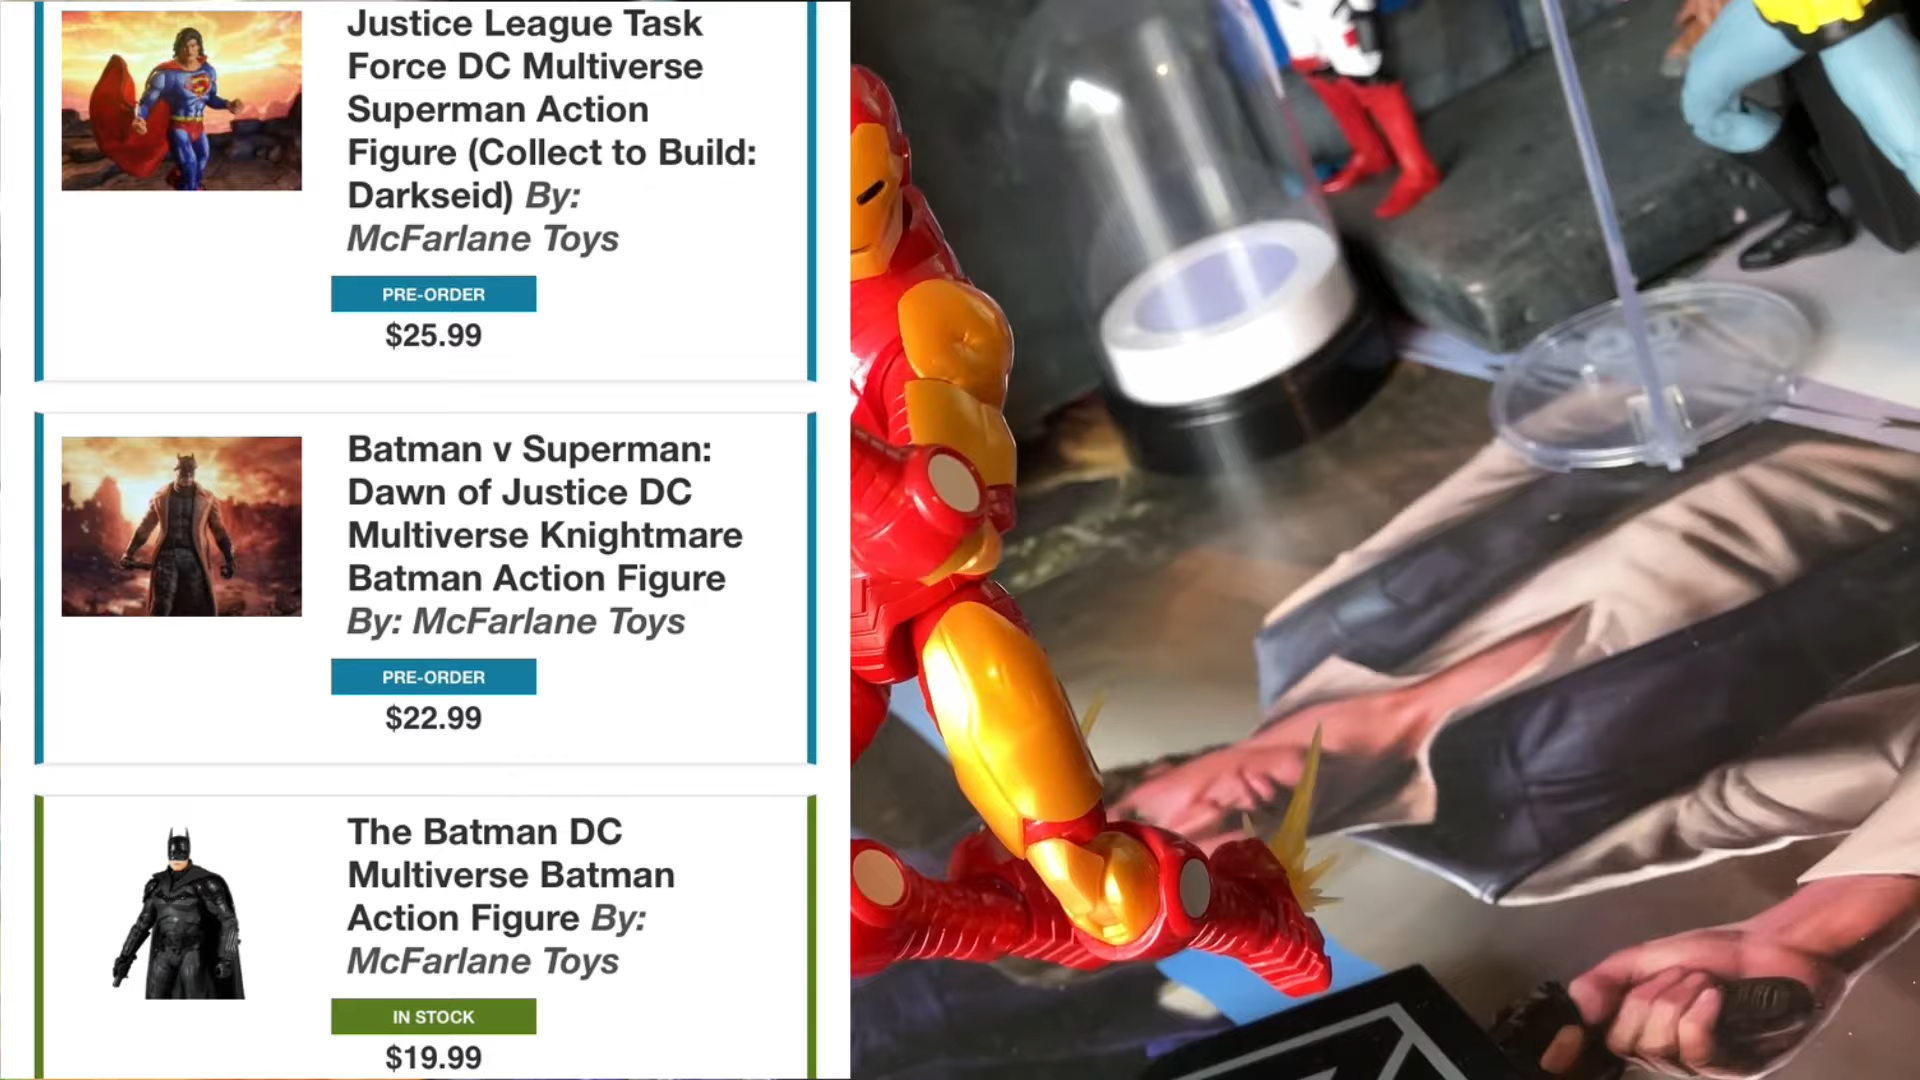 Justice League Task
Force DC Multiverse
Superman Action
Figure (Collect to Build:
Darkseid) By:
McFarlane Toys
PRE-ORDER
$25.99
Batman v Superman:
Dawn of Justice DC
Multiverse Knightmare
Batman Action Figure
By: McFarlane Toys
PRE-ORDER
$22.99
The Batman DC
Multiverse Batman
Action Figure By:
McFarlane Toys
IN STOCK
$19.99